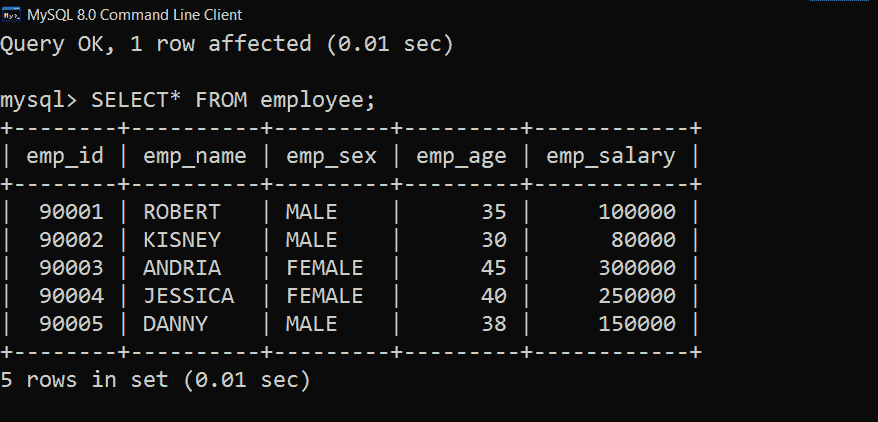 MySQL 8.0 Command Line Client
Query OK, 1 row affected (0.01 sec)
mysql> SELECT* FROM employee;
+--------+----------+---------+---------+------------+
| emp_id | emp_name | emp_sex | emp_age | emp_salary |
+--------+----------+---------+---------+------------+
|  90001 | ROBERT   | MALE    |      35 |     100000 |
|  90002 | KISNEY   | MALE    |      30 |      80000 |
|  90003 | ANDRIA   | FEMALE  |      45 |     300000 |
|  90004 | JESSICA  | FEMALE  |      40 |     250000 |
|  90005 | DANNY    | MALE    |      38 |     150000 |
+--------+----------+---------+---------+------------+
5 rows in set (0.01 sec)